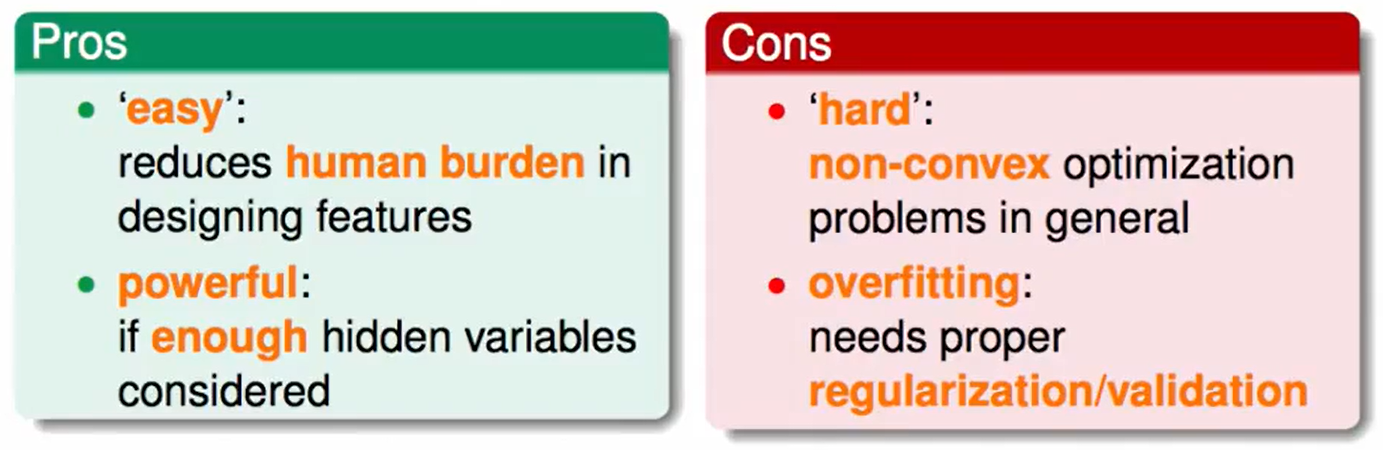 Pros
• ‘easy’:
reduces human burden in
designing features
• powerful:
if enough hidden variables
considered
Cons
• ‘hard’:
non-convex optimization
problems in general
• overfitting:
needs proper
regularization/validation